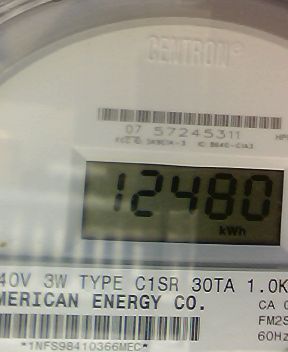 CENTRON®
07 57245311
12480
kWh
40V 3W TYPE C1SR 30TA 1.0K
MERICAN ENERGY CO.
CA
FM2S
60Hz
*1NFS98410366MEC*